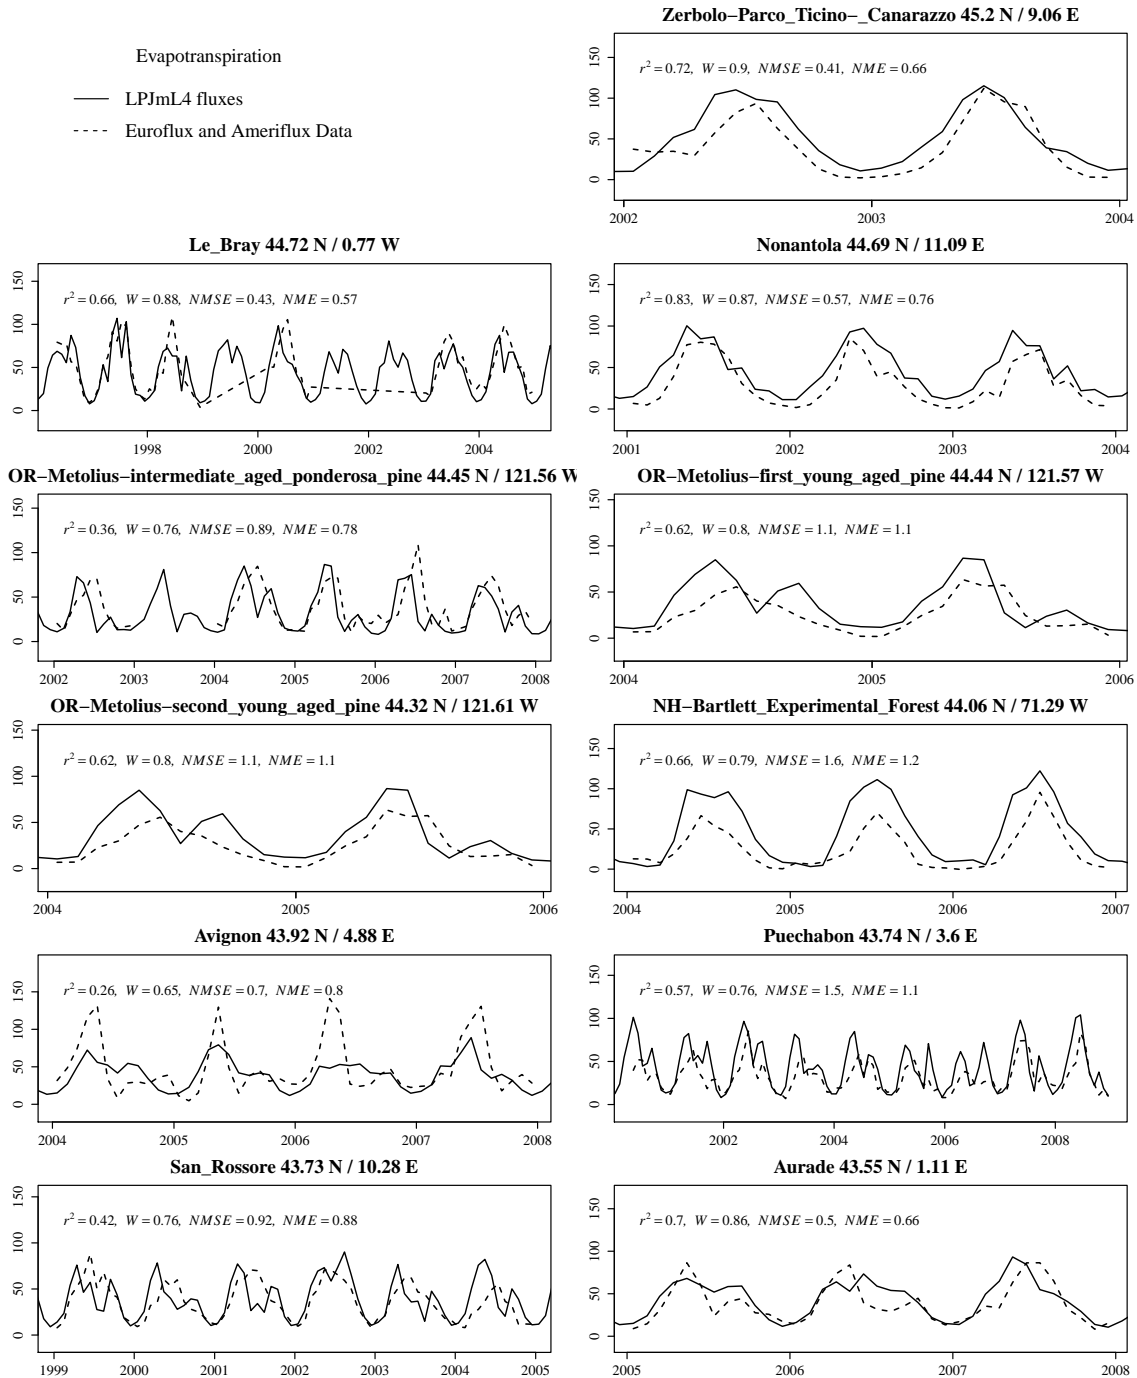 Evapotranspiration
LPJmL4 fluxes
Euroflux and Ameriflux Data
Zerbolo−Parco_Ticino−_Canarazzo 45.2 N / 9.06 E
r² = 0.72, W = 0.9, NMSE = 0.41, NME = 0.66
0 50 100 150
2002 2003 2004
Le_Bray 44.72 N / 0.77 W
r² = 0.66, W = 0.88, NMSE = 0.43, NME = 0.57
0 50 100 150
1998 2000 2002 2004
Nonantola 44.69 N / 11.09 E
r² = 0.83, W = 0.87, NMSE = 0.57, NME = 0.76
0 50 100 150
2001 2002 2003 2004
OR−Metolius−intermediate_aged_ponderosa_pine 44.45 N / 121.56 W
r² = 0.36, W = 0.76, NMSE = 0.89, NME = 0.78
0 50 100 150
2002 2003 2004 2005 2006 2007 2008
OR−Metolius−first_young_aged_pine 44.44 N / 121.57 W
r² = 0.62, W = 0.8, NMSE = 1.1, NME = 1.1
0 50 100 150
2004 2005 2006
OR−Metolius−second_young_aged_pine 44.32 N / 121.61 W
r² = 0.62, W = 0.8, NMSE = 1.1, NME = 1.1
0 50 100 150
2004 2005 2006
NH−Bartlett_Experimental_Forest 44.06 N / 71.29 W
r² = 0.66, W = 0.79, NMSE = 1.6, NME = 1.2
0 50 100 150
2004 2005 2006 2007
Avignon 43.92 N / 4.88 E
r² = 0.26, W = 0.65, NMSE = 0.7, NME = 0.8
0 50 100 150
2004 2005 2006 2007 2008
Puechabon 43.74 N / 3.6 E
r² = 0.57, W = 0.76, NMSE = 1.5, NME = 1.1
0 50 100 150
2002 2004 2006 2008
San_Rossore 43.73 N / 10.28 E
r² = 0.42, W = 0.76, NMSE = 0.92, NME = 0.88
0 50 100 150
1999 2000 2001 2002 2003 2004 2005
Aurade 43.55 N / 1.11 E
r² = 0.7, W = 0.86, NMSE = 0.5, NME = 0.66
0 50 100 150
2005 2006 2007 2008